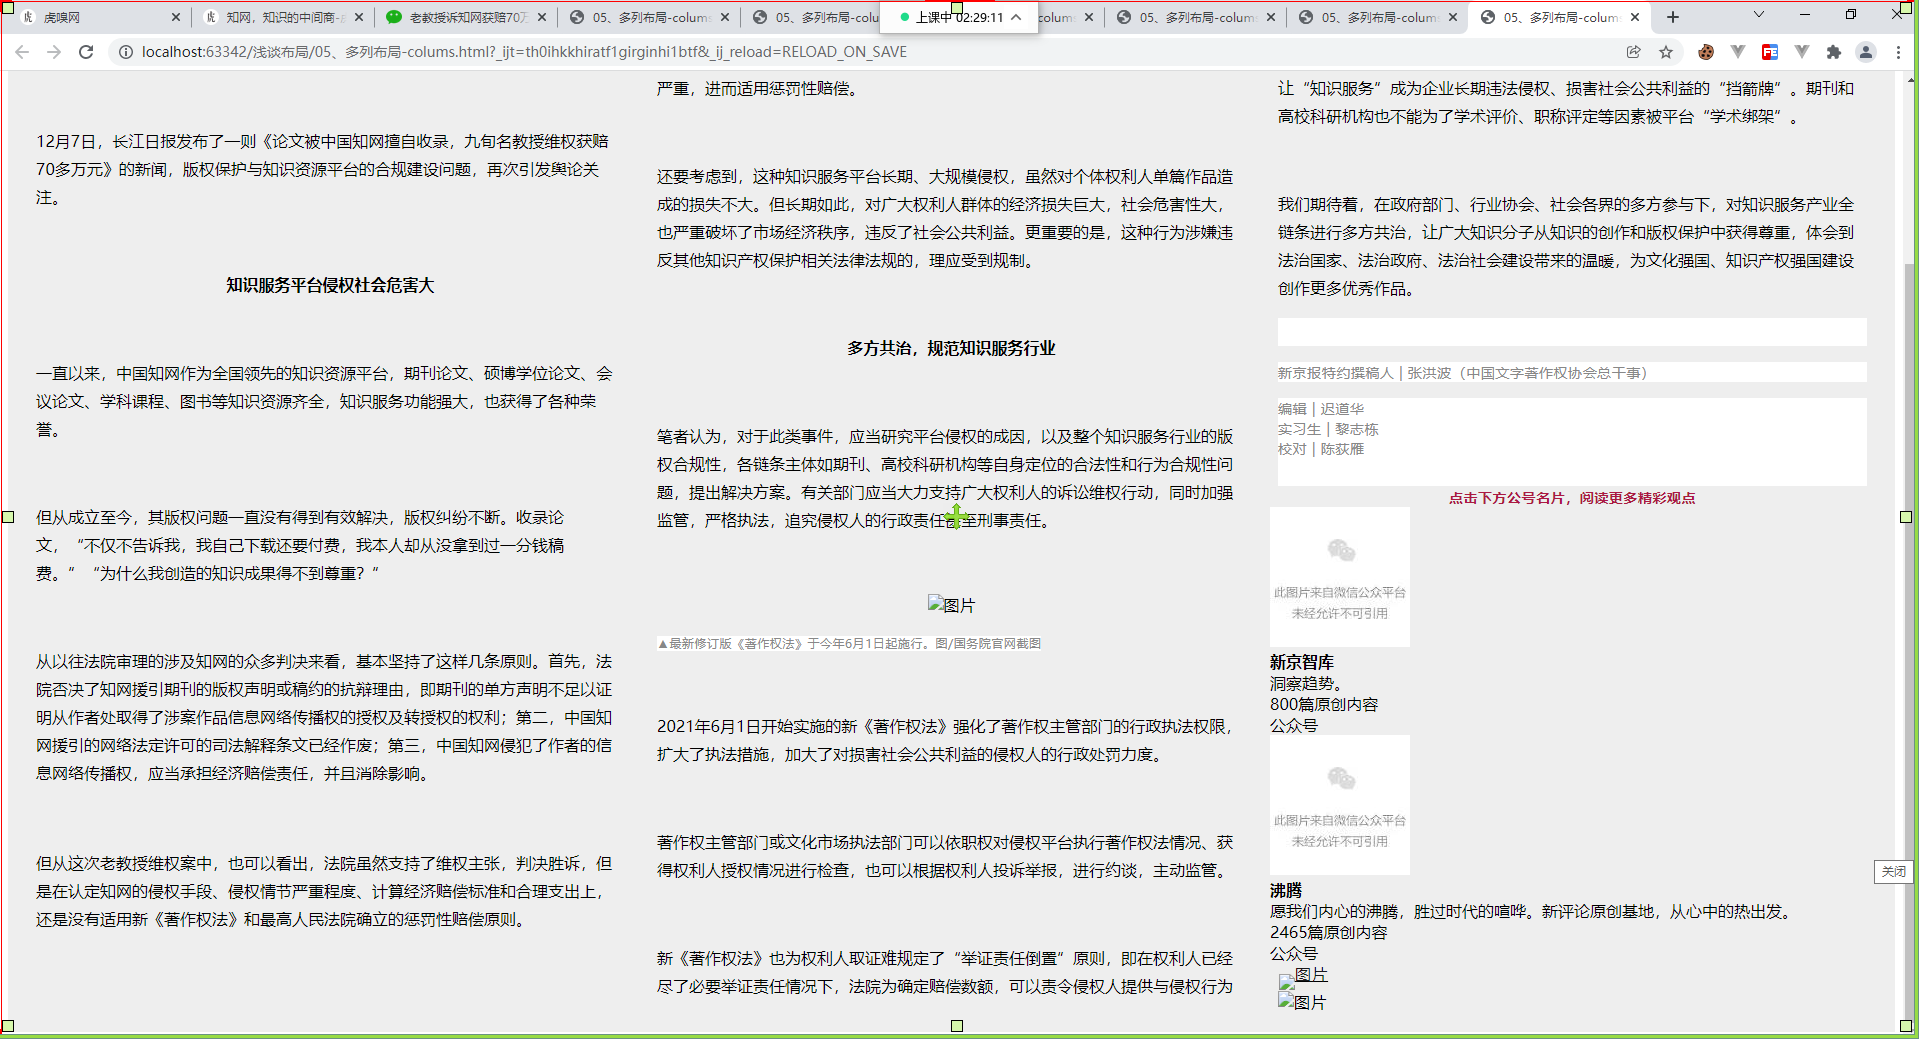 虎嗅网
知网，知识的中间商-
老教授诉知网获赔70万
05、多列布局-colums
05、多列布局-colu
colums
05、多列布局-colums
05、多列布局-colums
05、多列布局-colums
上课中 02:29:11
localhost:63342/浅谈布局/05、多列布局-colums.html?_ijt=th0ihkkhiratf1girginhi1btf&_ij_reload=RELOAD_ON_SAVE
12月7日，长江日报发布了一则《论文被中国知网擅自收录，九旬名教授维权获赔
70多万元》的新闻，版权保护与知识资源平台的合规建设问题，再次引发舆论关
注。
知识服务平台侵权社会危害大
一直以来，中国知网作为全国领先的知识资源平台，期刊论文、硕博学位论文、会
议论文、学科课程、图书等知识资源齐全，知识服务功能强大，也获得了各种荣
誉。
但从成立至今，其版权问题一直没有得到有效解决，版权纠纷不断。收录论
文，“不仅不告诉我，我自己下载还要付费，我本人却从没拿到过一分钱稿
费。”“为什么我创造的知识成果得不到尊重？”
从以往法院审理的涉及知网的众多判决来看，基本坚持了这样几条原则。首先，法
院否决了知网援引期刊的版权声明或稿约的抗辩理由，即期刊的单方声明不足以证
明从作者处取得了涉案作品信息网络传播权的授权及转授权的权利；第二，中国知
网援引的网络法定许可的司法解释条文已经作废；第三，中国知网侵犯了作者的信
息网络传播权，应当承担经济赔偿责任，并且消除影响。
但从这次老教授维权案中，也可以看出，法院虽然支持了维权主张，判决胜诉，但
是在认定知网的侵权手段、侵权情节严重程度、计算经济赔偿标准和合理支出上，
还是没有适用新《著作权法》和最高人民法院确立的惩罚性赔偿原则。
严重，进而适用惩罚性赔偿。
还要考虑到，这种知识服务平台长期、大规模侵权，虽然对个体权利人单篇作品造
成的损失不大。但长期如此，对广大权利人群体的经济损失巨大，社会危害性大，
也严重破坏了市场经济秩序，违反了社会公共利益。更重要的是，这种行为涉嫌违
反其他知识产权保护相关法律法规的，理应受到规制。
多方共治，规范知识服务行业
笔者认为，对于此类事件，应当研究平台侵权的成因，以及整个知识服务行业的版
权合规性，各链条主体如期刊、高校科研机构等自身定位的合法性和行为合规性问
题，提出解决方案。有关部门应当大力支持广大权利人的诉讼维权行动，同时加强
监管，严格执法，追究侵权人的行政责任甚至刑事责任。
图片
▲最新修订版《著作权法》于今年6月1日起施行。图/国务院官网截图
2021年6月1日开始实施的新《著作权法》强化了著作权主管部门的行政执法权限，
扩大了执法措施，加大了对损害社会公共利益的侵权人的行政处罚力度。
著作权主管部门或文化市场执法部门可以依职权对侵权平台执行著作权法情况、获
得权利人授权情况进行检查，也可以根据权利人投诉举报，进行约谈，主动监管。
新《著作权法》也为权利人取证难规定了“举证责任倒置”原则，即在权利人已经
尽了必要举证责任情况下，法院为确定赔偿数额，可以责令侵权人提供与侵权行为
让“知识服务”成为企业长期违法侵权、损害社会公共利益的“挡箭牌”。期刊和
高校科研机构也不能为了学术评价、职称评定等因素被平台“学术绑架”。
我们期待着，在政府部门、行业协会、社会各界的多方参与下，对知识服务产业全
链条进行多方共治，让广大知识分子从知识的创作和版权保护中获得尊重，体会到
法治国家、法治政府、法治社会建设带来的温暖，为文化强国、知识产权强国建设
创作更多优秀作品。
新京报特约撰稿人 | 张洪波（中国文字著作权协会总干事）
编辑 | 迟道华
实习生 | 黎志栋
校对 | 陈荻雁
点击下方公号名片，阅读更多精彩观点
此图片来自微信公众平台
未经允许不可引用
新京智库
洞察趋势。
800篇原创内容
公众号
此图片来自微信公众平台
未经允许不可引用
沸腾
愿我们内心的沸腾，胜过时代的喧哗。新评论原创基地，从心中的热出发。
2465篇原创内容
公众号
图片
图片
关闭